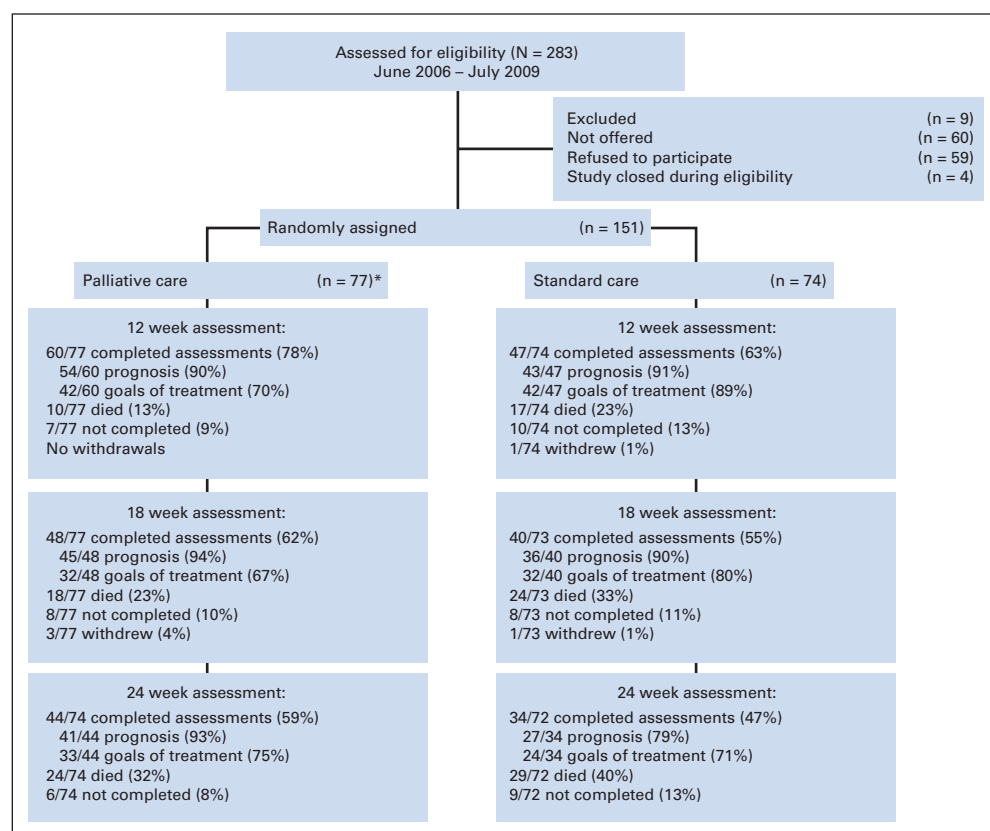 Assessed for eligibility (N = 283)
June 2006 – July 2009
Excluded (n = 9)
Not offered (n = 60)
Refused to participate (n = 59)
Study closed during eligibility (n = 4)
Randomly assigned (n = 151)
Palliative care (n = 77)*
12 week assessment:
60/77 completed assessments (78%)
54/60 prognosis (90%)
42/60 goals of treatment (70%)
10/77 died (13%)
7/77 not completed (9%)
No withdrawals
18 week assessment:
48/77 completed assessments (62%)
45/48 prognosis (94%)
32/48 goals of treatment (67%)
18/77 died (23%)
8/77 not completed (10%)
3/77 withdrew (4%)
24 week assessment:
44/74 completed assessments (59%)
41/44 prognosis (93%)
33/44 goals of treatment (75%)
24/74 died (32%)
6/74 not completed (8%)
Standard care (n = 74)
12 week assessment:
47/74 completed assessments (63%)
43/47 prognosis (91%)
42/47 goals of treatment (89%)
17/74 died (23%)
10/74 not completed (13%)
1/74 withdrew (1%)
18 week assessment:
40/73 completed assessments (55%)
36/40 prognosis (90%)
32/40 goals of treatment (80%)
24/73 died (33%)
8/73 not completed (11%)
1/73 withdrew (1%)
24 week assessment:
34/72 completed assessments (47%)
27/34 prognosis (79%)
24/34 goals of treatment (71%)
29/72 died (40%)
9/72 not completed (13%)